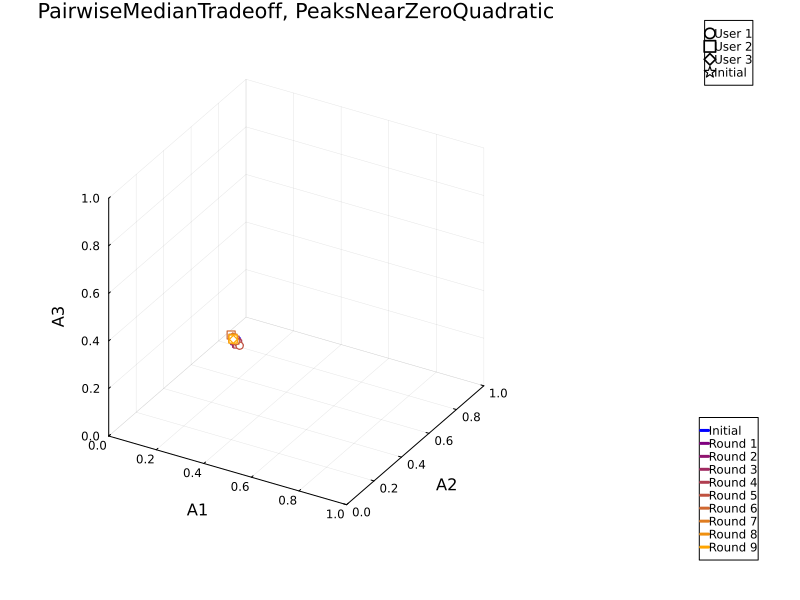 PairwiseMedianTradeoff, PeaksNearZeroQuadratic
User 1
User 2
User 3
Initial
1.0
0.8
0.6
0.4
0.2
0.0
A3
0.0
0.2
0.4
0.6
0.8
1.0
A1
0.0
0.2
0.4
0.6
0.8
1.0
A2
Initial
Round 1
Round 2
Round 3
Round 4
Round 5
Round 6
Round 7
Round 8
Round 9